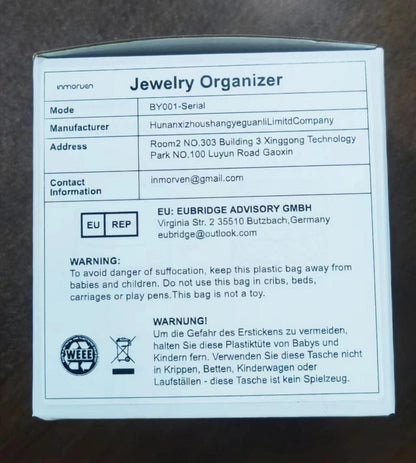 inmorven Jewelry Organizer
Mode BY001-Serial
Manufacturer HunanxizhoushangyeguanliLimitdCompany
Address Room2 NO.303 Building 3 Xinggong Technology
Park NO.100 Luyun Road Gaoxin
Contact
Information inmorven@gmail.com
EU REP
EU: EUBRIDGE ADVISORY GMBH
Virginia Str. 2 35510 Butzbach,Germany
eubridge@outlook.com
WARNING:
To avoid danger of suffocation, keep this plastic bag away from
babies and children. Do not use this bag in cribs, beds,
carriages or play pens.This bag is not a toy.
WEEE
WARNUNG!
Um die Gefahr des Erstickens zu vermeiden,
halten Sie diese Plastiktüte von Babys und
Kindern fern. Verwenden Sie diese Tasche nicht
in Krippen, Betten, Kinderwagen oder
Laufställen - diese Tasche ist kein Spielzeug.